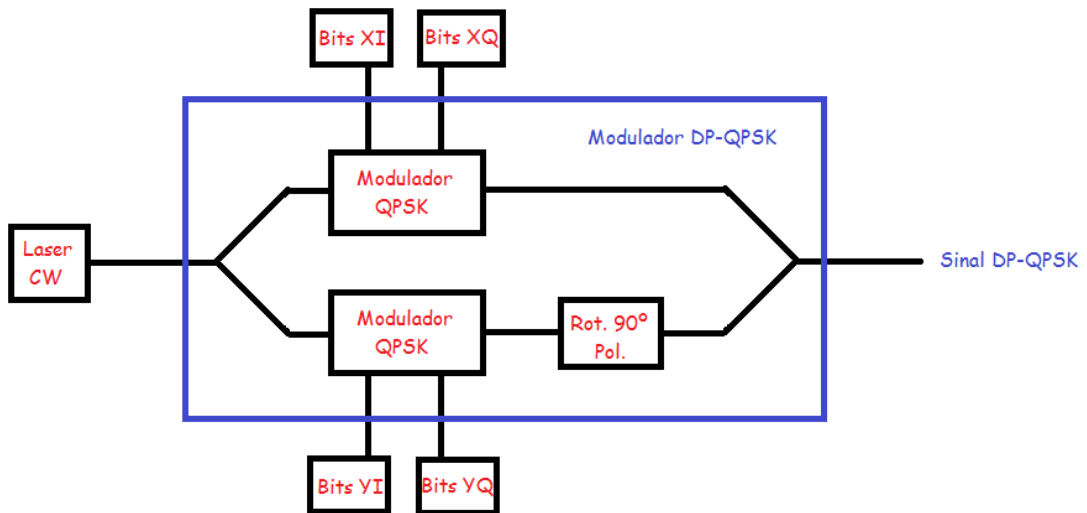 Bits XI
Bits XQ
Modulador DP-QPSK
Modulador
QPSK
Laser
CW
Sinal DP-QPSK
Modulador
QPSK
Rot. 90º
Pol.
Bits YI
Bits YQ